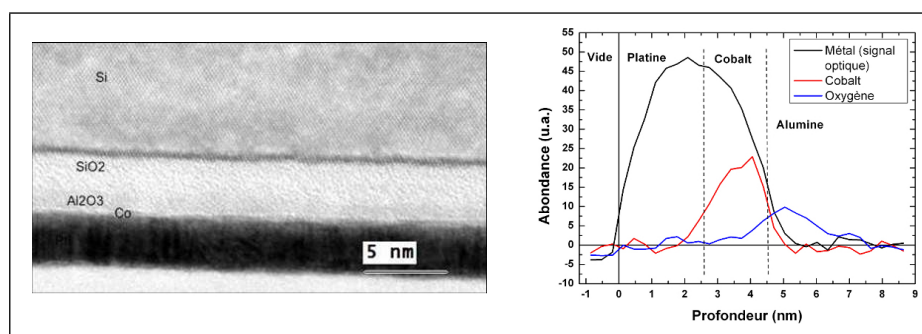 Si
SiO2
Al2O3
Co
Pt
5 nm
55
50
45
40
35
30
25
20
15
10
5
0
-5
-10
Abondance (u.a.)
Vide
Platine
Cobalt
Alumine
Métal (signal
optique)
Cobalt
Oxygène
-1 0 1 2 3 4 5 6 7 8 9
Profondeur (nm)